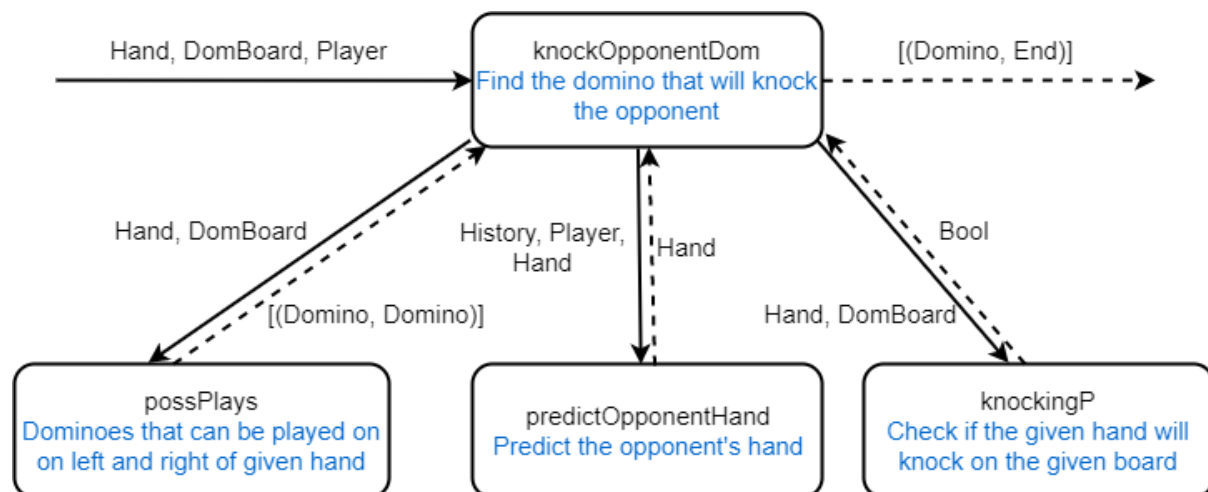 Hand, DomBoard, Player
knockOpponentDom
Find the domino that will knock
the opponent
[(Domino, End)]
Hand, DomBoard
[(Domino, Domino)]
History, Player,
Hand
Hand
Bool
Hand, DomBoard
possPlays
Dominoes that can be played on
on left and right of given hand
predictOpponentHand
Predict the opponent's hand
knockingP
Check if the given hand will
knock on the given board